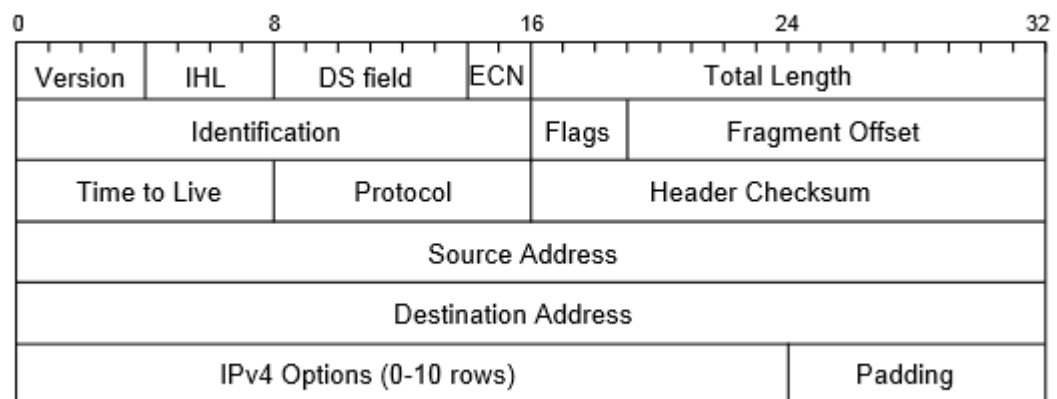 0 8 16 24 32
Version IHL DS field ECN Total Length
Identification Flags Fragment Offset
Time to Live Protocol Header Checksum
Source Address
Destination Address
IPv4 Options (0-10 rows) Padding